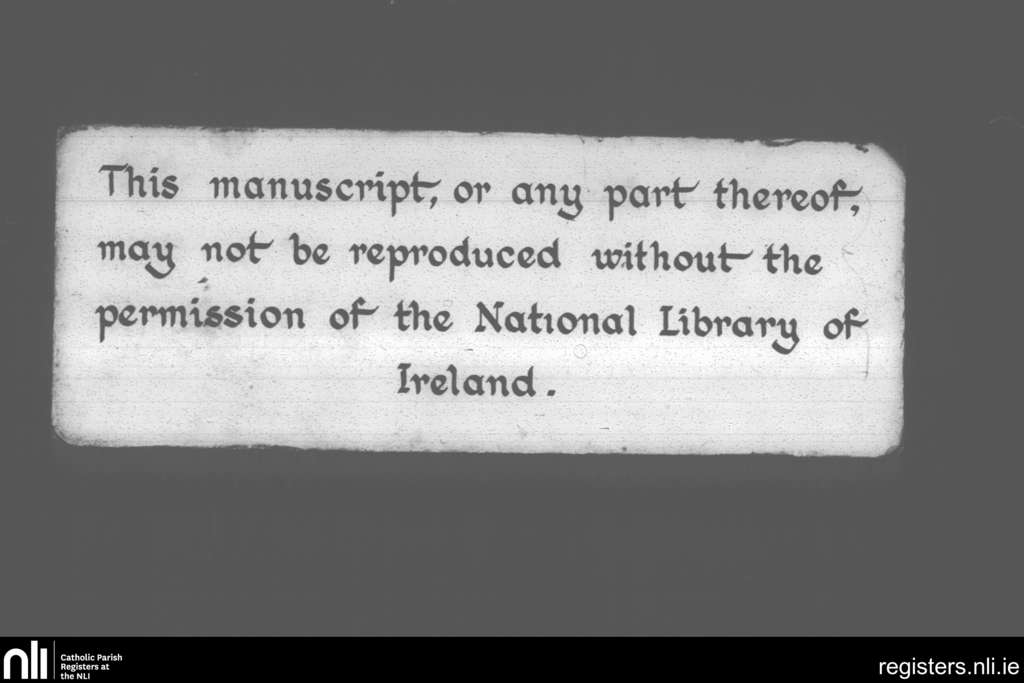 This manuscript, or any part thereof,
may not be reproduced without the
permission of the National Library of
Ireland.
nli
Catholic Parish
Registers at
the NLI
registers.nli.ie